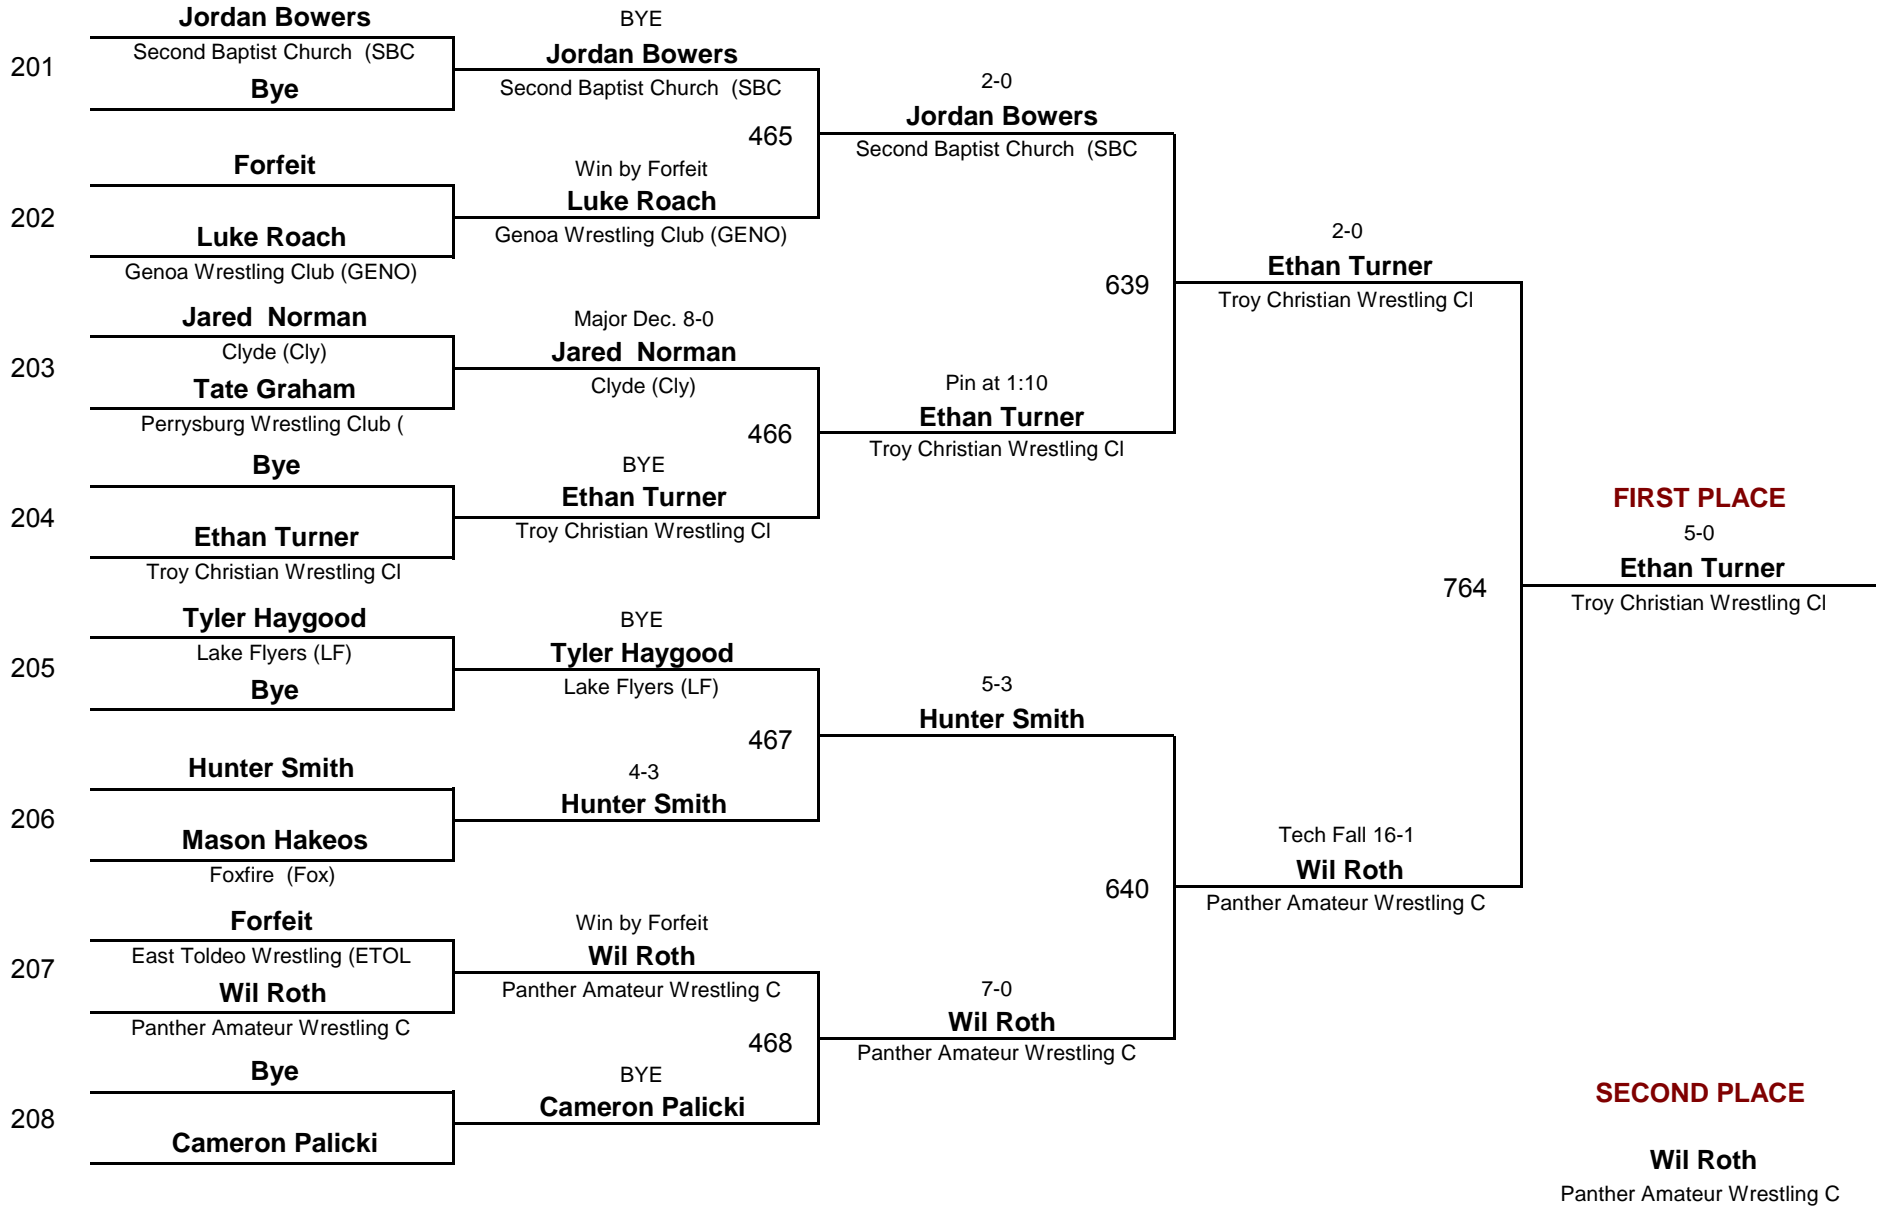 Jordan Bowers
201
Second Baptist Church  (SBC
Bye
Forfeit
202
Luke Roach
Genoa Wrestling Club (GENO)
Jared  Norman
203
Clyde (Cly)
Tate Graham
Perrysburg Wrestling Club (
Bye
204
Ethan Turner
Troy Christian Wrestling Cl
Tyler Haygood
205
Lake Flyers (LF)
Bye
Hunter Smith
206
Mason Hakeos
Foxfire  (Fox)
Forfeit
207
East Toldeo Wrestling (ETOL
Wil Roth
Panther Amateur Wrestling C
Bye
208
Cameron Palicki
BYE
Jordan Bowers
Second Baptist Church  (SBC
465
Win by Forfeit
Luke Roach
Genoa Wrestling Club (GENO)
Major Dec. 8-0
Jared  Norman
Clyde (Cly)
466
BYE
Ethan Turner
Troy Christian Wrestling Cl
BYE
Tyler Haygood
Lake Flyers (LF)
467
4-3
Hunter Smith
Win by Forfeit
Wil Roth
Panther Amateur Wrestling C
468
BYE
Cameron Palicki
2-0
Jordan Bowers
Second Baptist Church  (SBC
639
Pin at 1:10
Ethan Turner
Troy Christian Wrestling Cl
5-3
Hunter Smith
640
7-0
Wil Roth
Panther Amateur Wrestling C
2-0
Ethan Turner
Troy Christian Wrestling Cl
764
Tech Fall 16-1
Wil Roth
Panther Amateur Wrestling C
FIRST PLACE
5-0
Ethan Turner
Troy Christian Wrestling Cl
SECOND PLACE
Wil Roth
Panther Amateur Wrestling C